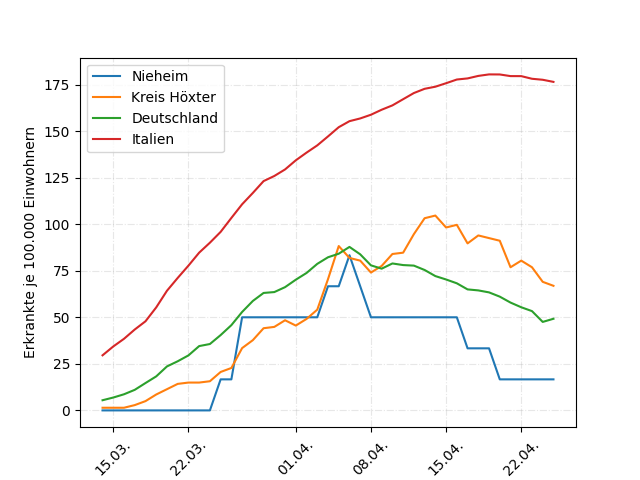 Nieheim
Kreis Höxter
Deutschland
Italien
Erkrankte je 100.000 Einwohnern
175
150
125
100
75
50
25
0
15.03.
22.03.
01.04.
08.04.
15.04.
22.04.